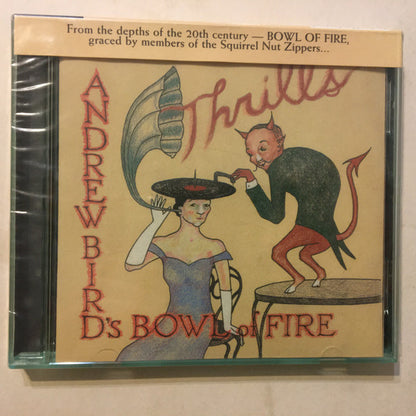 From the depths of the 20th century — BOWL OF FIRE,
graced by members of the Squirrel Nut Zippers...
Thrills
ANDREW BIRD's BOWL of FIRE